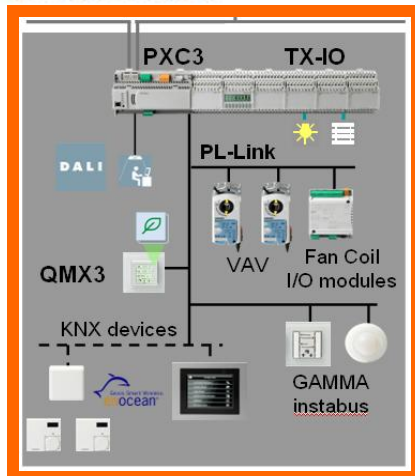 PXC3
TX-IO
DALI
PL-Link
VAV
Fan Coil
I/O modules
QMX3
KNX devices
enocean
GAMMA
instabus